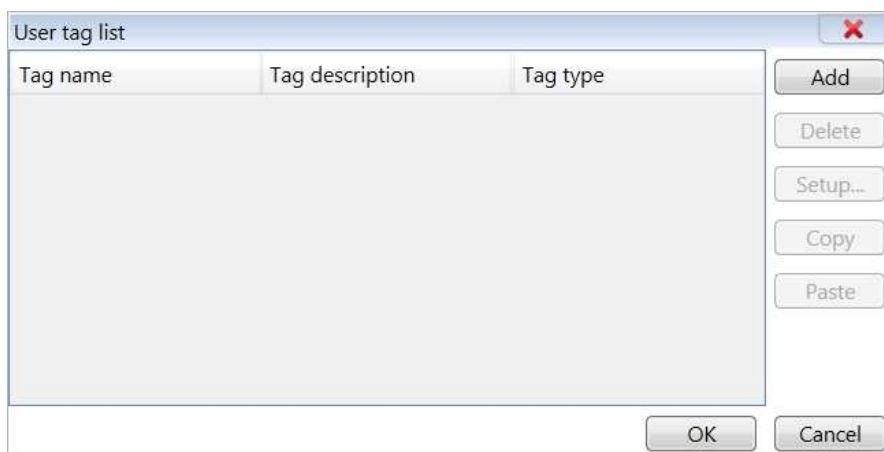 User tag list
Tag name Tag description Tag type
Add
Delete
Setup...
Copy
Paste
OK Cancel